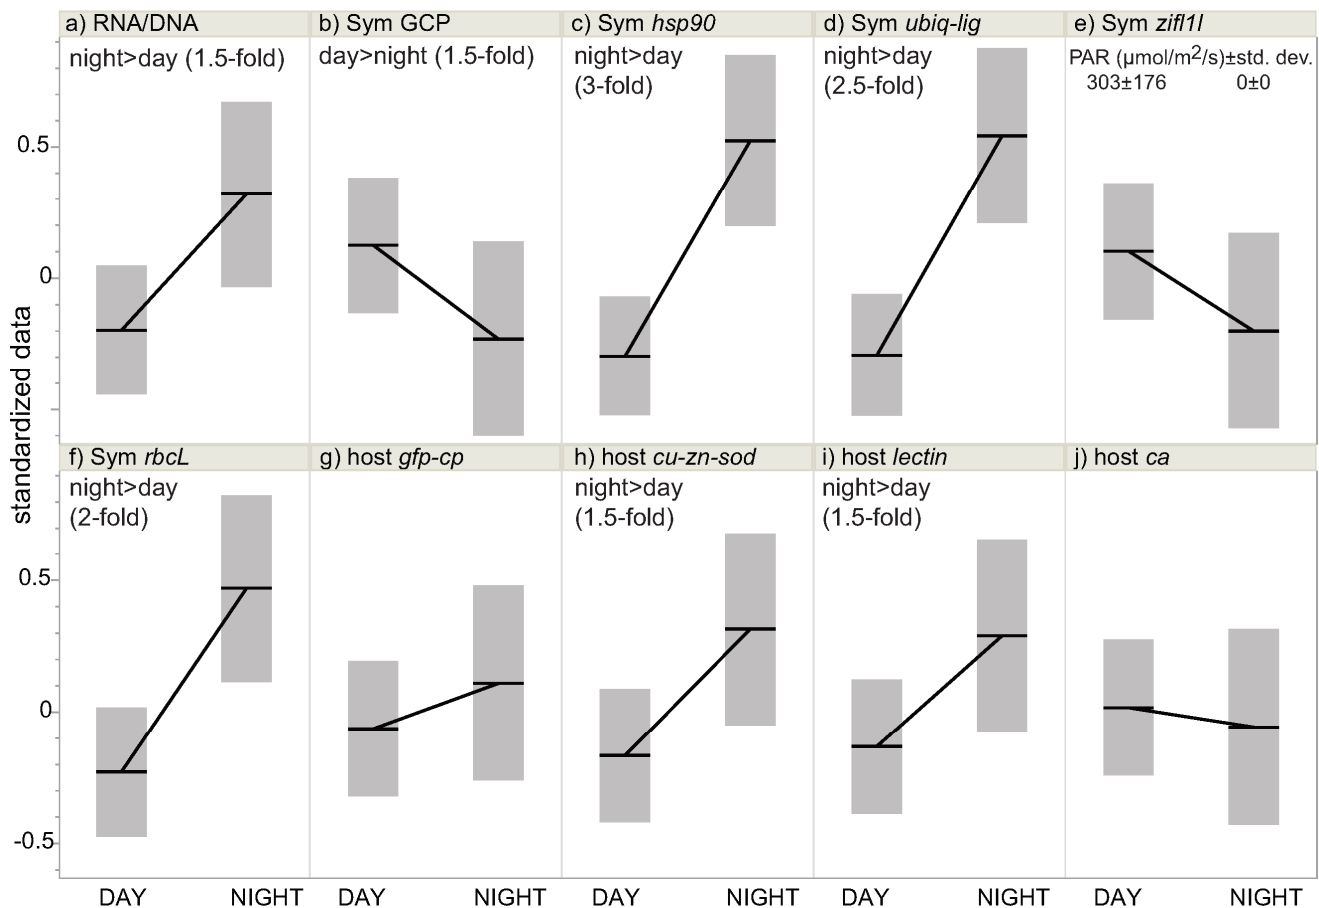 a) RNA/DNA
b) Sym GCP
c) Sym hsp90
d) Sym ubiq-lig
e) Sym zifl1l
night>day (1.5-fold)
day>night (1.5-fold)
night>day
(3-fold)
night>day
(2.5-fold)
PAR (µmol/m2/s)±std. dev.
303±176
0±0
0.5
0
standardized data
f) Sym rbcL
g) host gfp-cp
h) host cu-zn-sod
i) host lectin
j) host ca
night>day
(2-fold)
night>day
(1.5-fold)
night>day
(1.5-fold)
0.5
0
-0.5
DAY
NIGHT
DAY
NIGHT
DAY
NIGHT
DAY
NIGHT
DAY
NIGHT